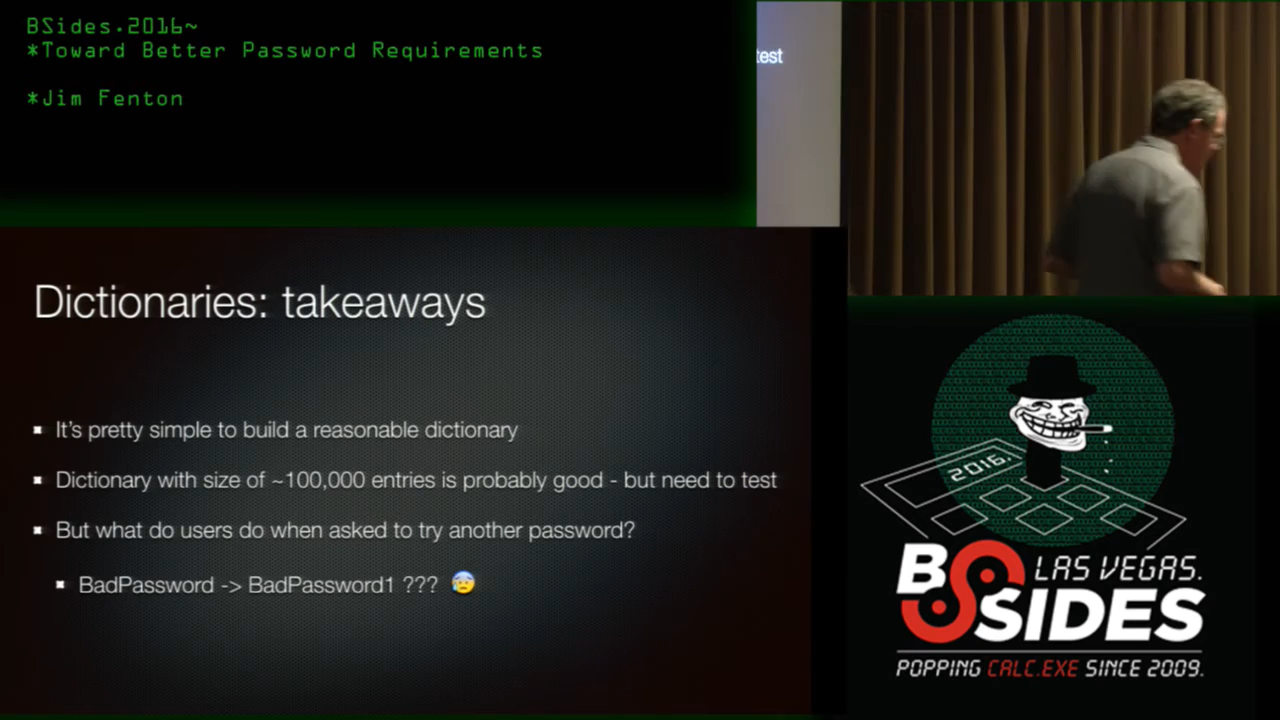 BSides.2016~
*Toward Better Password Requirements
*Jim Fenton
test
Dictionaries: takeaways
It's pretty simple to build a reasonable dictionary
Dictionary with size of ~100,000 entries is probably good - but need to test
But what do users do when asked to try another password?
BadPassword -> BadPassword1 ???
2016.
BSIDES
LAS VEGAS.
POPPING CALC.EXE SINCE 2009.